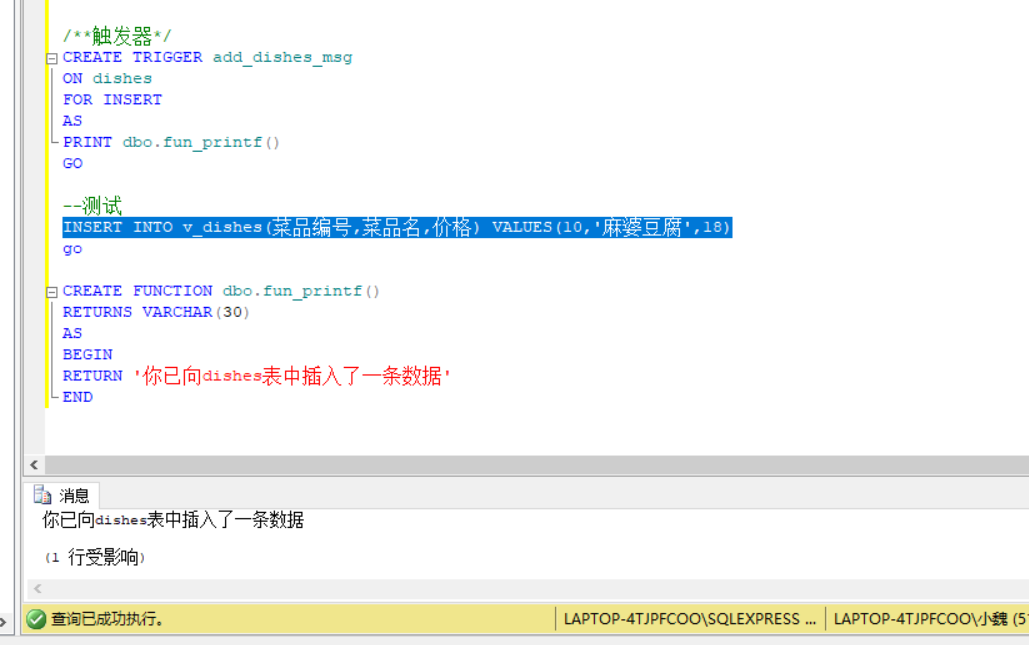 /**触发器*/
CREATE TRIGGER add_dishes_msg
ON dishes
FOR INSERT
AS
PRINT dbo.fun_printf()
GO
--测试
INSERT INTO v_dishes(菜品编号,菜品名,价格) VALUES(10,'麻婆豆腐',18)
go
CREATE FUNCTION dbo.fun_printf()
RETURNS VARCHAR(30)
AS
BEGIN
RETURN '你已向dishes表中插入了一条数据'
END
消息
你已向dishes表中插入了一条数据
(1 行受影响)
查询已成功执行。 LAPTOP-4TJPFCOO\SQLEXPRESS ... LAPTOP-4TJPFCOO\小魏 (51